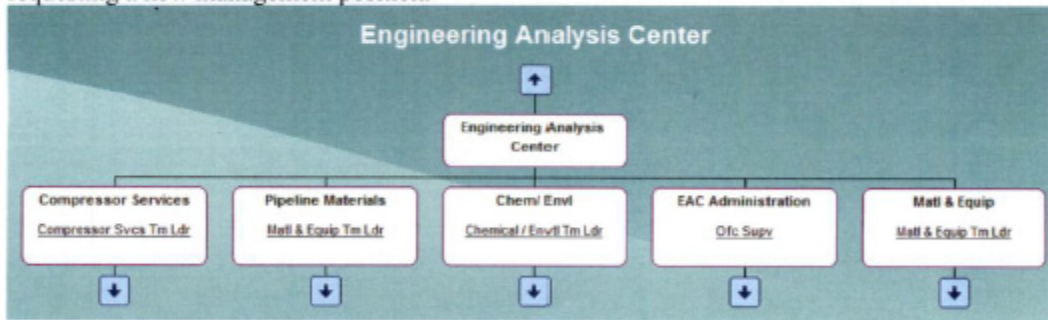 Engineering Analysis Center
Engineering Analysis
Center
Compressor Services
Compressor Svcs Tm Ldr
Pipeline Materials
Matl & Equip Tm Ldr
Chem/ Envl
Chemical / Envtl Tm Ldr
EAC Administration
Ofc Supv
Matl & Equip
Matl & Equip Tm Ldr